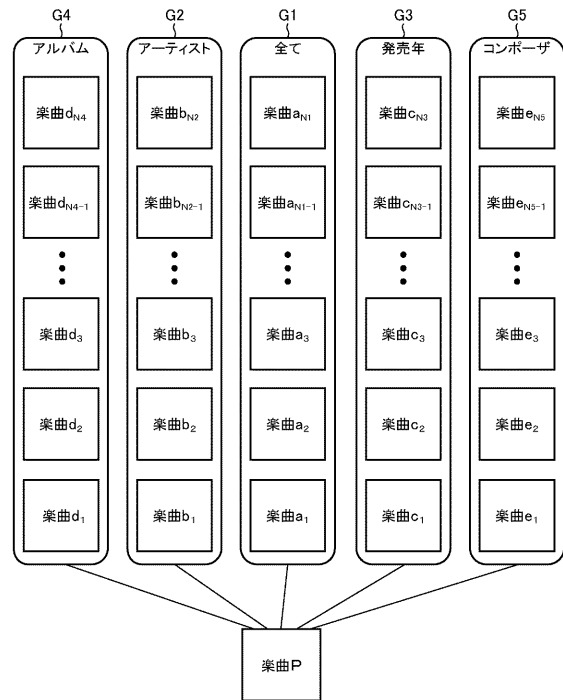 G4 G2 G1 G3 G5
アルバム アーティスト 全て 発売年 コンポーザ
楽曲dN4 楽曲bN2 楽曲aN1 楽曲cN3 楽曲eN5
楽曲dN4-1 楽曲bN2-1 楽曲aN1-1 楽曲cN3-1 楽曲eN5-1
楽曲d3 楽曲b3 楽曲a3 楽曲c3 楽曲e3
楽曲d2 楽曲b2 楽曲a2 楽曲c2 楽曲e2
楽曲d1 楽曲b1 楽曲a1 楽曲c1 楽曲e1
楽曲P